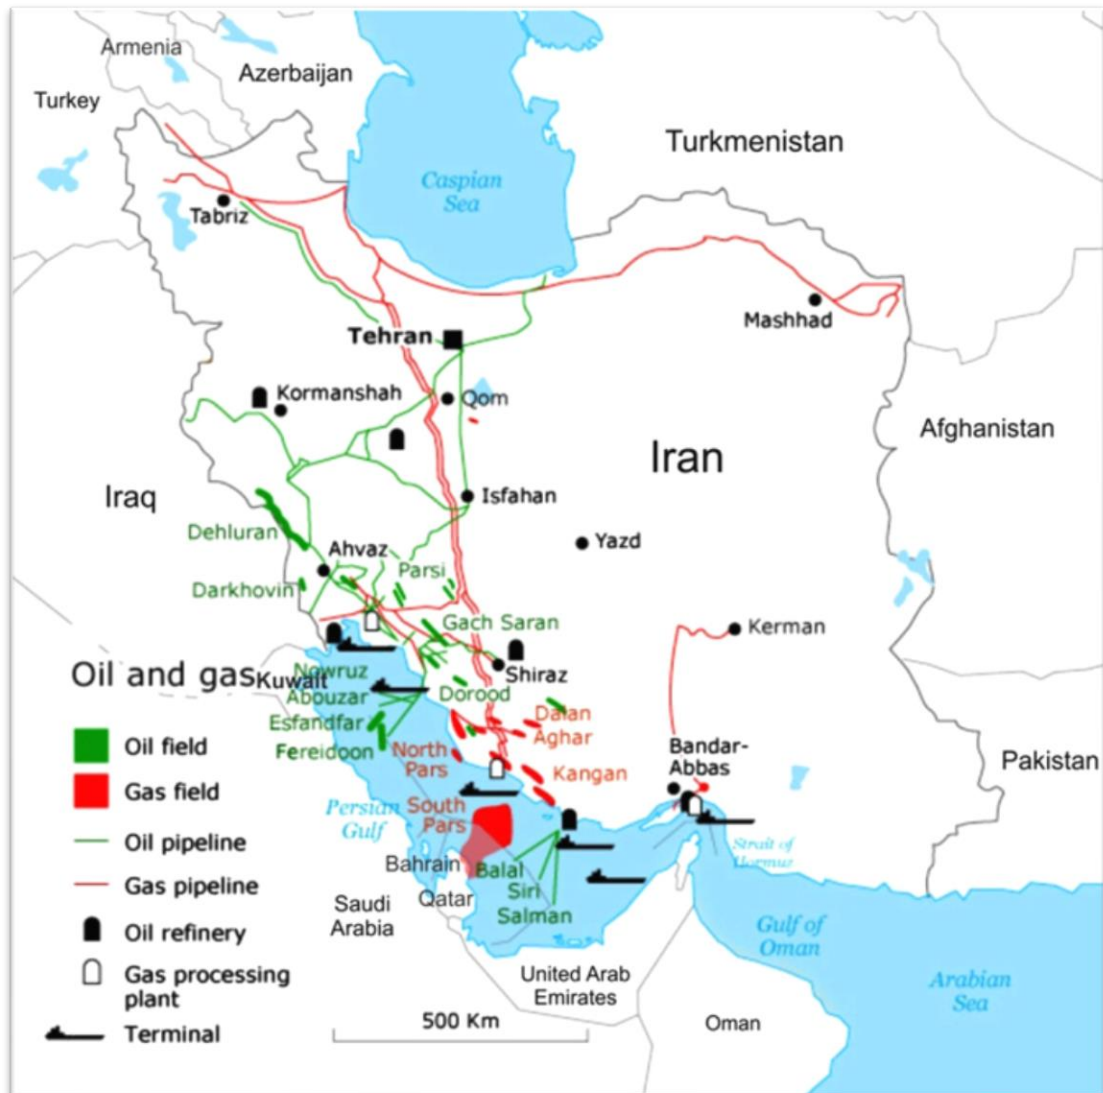 Armenia
Azerbaijan
Turkey
Turkmenistan
Caspian
Sea
Tabriz
Mashhad
Tehran
Kormanshah
Qom
Afghanistan
Iran
Iraq
Isfahan
Dehluran
Yazd
Ahvaz
Parsi
Darkhovin
Gach Saran
Kerman
Oil and gas
Kuwait
Nowruz
Shiraz
Abouzar
Dorood
Esfandfar
Dalan
Aghar
Fereidoon
North
Pars
Kangan
Bandar-
Abbas
Pakistan
Oil field
Gas field
Persian
Gulf
South
Pars
Oil pipeline
Strait of
Hormuz
Bahrain
Balal
Gas pipeline
Siri
Qatar
Saudi
Arabia
Salman
Oil refinery
Gulf of
Oman
Gas processing
plant
United Arab
Emirates
Arabian
Sea
Terminal
500 Km
Oman